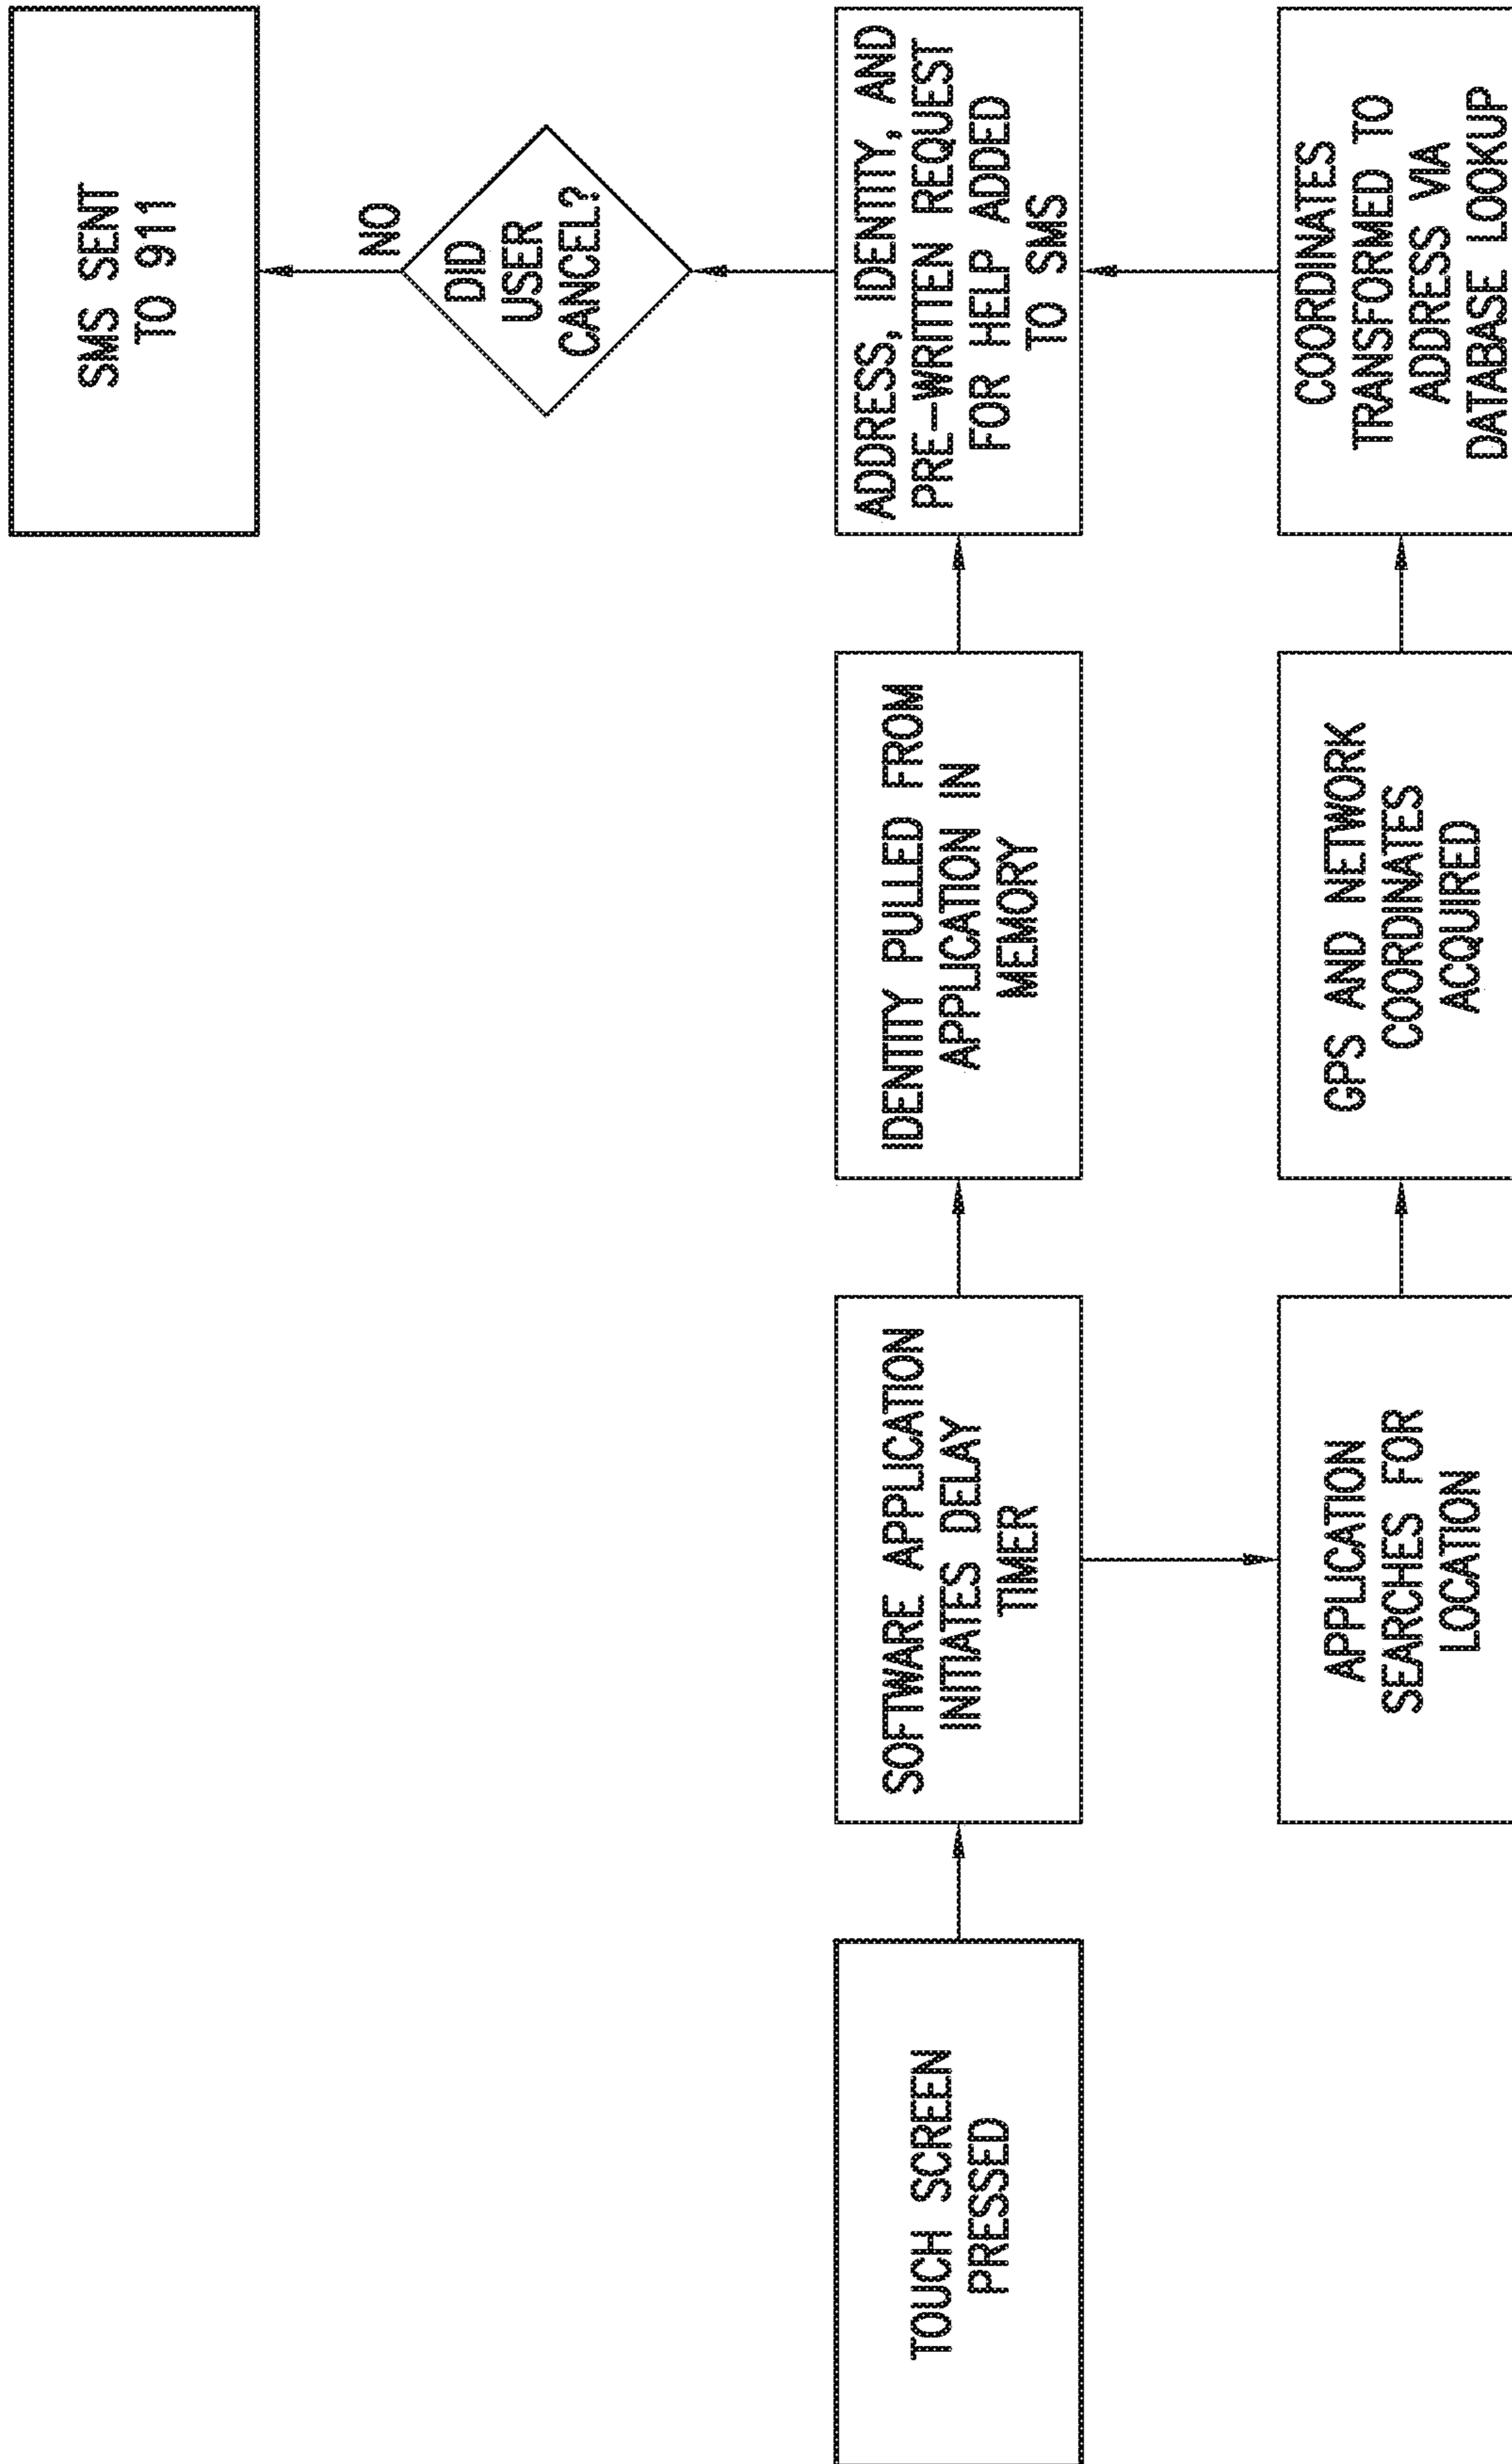 TOUCH SCREEN
PRESSED
SOFTWARE APPLICATION
INITIATES DELAY
TIMER
IDENTITY PULLED FROM
APPLICATION IN
MEMORY
ADDRESS, IDENTITY, AND
PRE-WRITTEN REQUEST
FOR HELP ADDED
TO SMS
APPLICATION
SEARCHES FOR
LOCATION
GPS AND NETWORK
COORDINATES
ACQUIRED
COORDINATES
TRANSFORMED TO
ADDRESS VIA
DATABASE LOOKUP
DID
USER
CANCEL?
NO
SMS SENT
TO 911